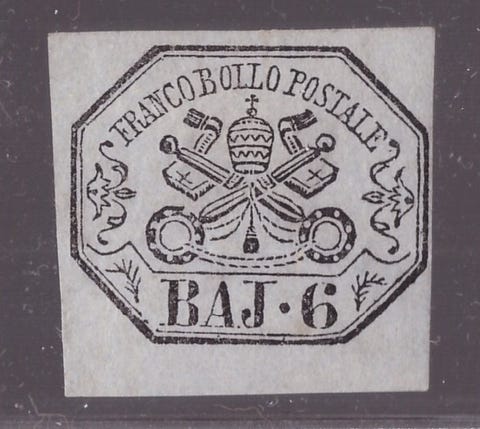 FRANCO BOLLO POSTALE
BAJ · 6